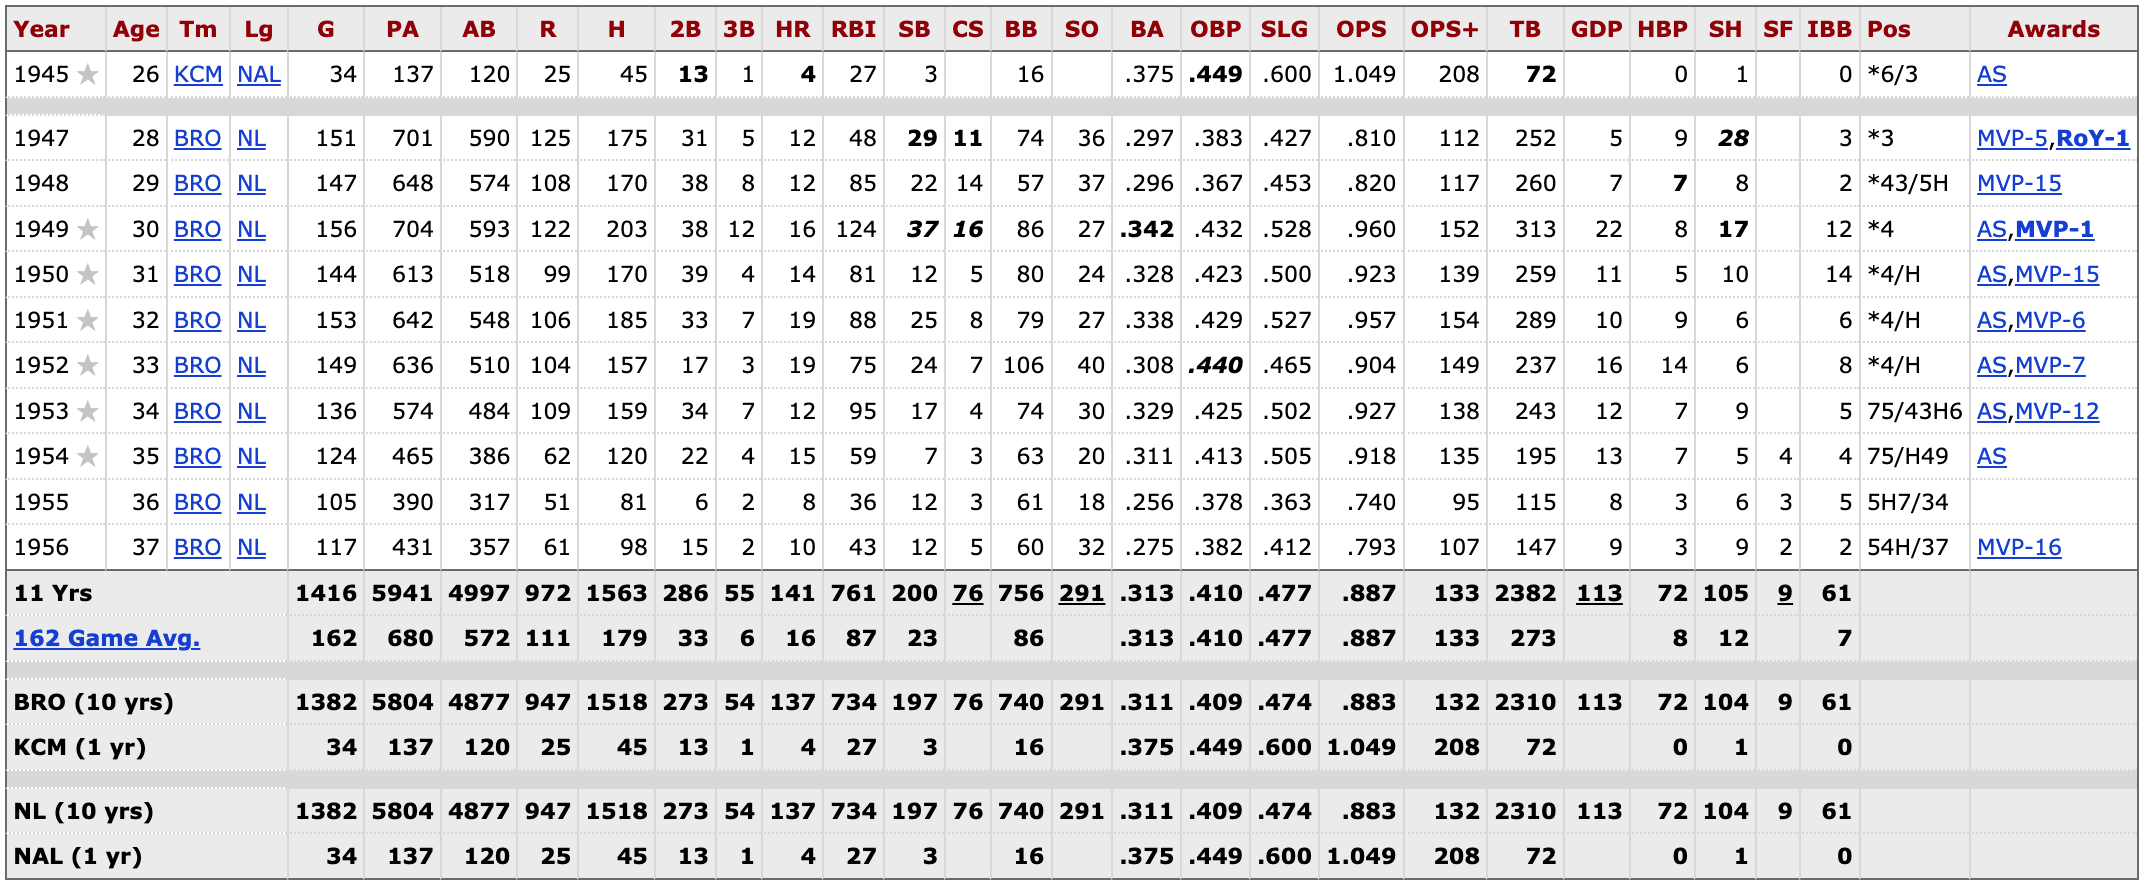 Year Age Tm Lg G PA AB R H 2B 3B HR RBI SB CS BB SO BA OBP SLG OPS OPS+ TB GDP HBP SH SF IBB Pos Awards
1945 ★ 26 KCM NAL 34 137 120 25 45 13 1 4 27 3 16 .375 .449 .600 1.049 208 72 0 1 0 *6/3 AS
1947 28 BRO NL 151 701 590 125 175 31 5 12 48 29 11 74 36 .297 .383 .427 .810 112 252 5 9 28 3 *3 MVP-5,RoY-1
1948 29 BRO NL 147 648 574 108 170 38 8 12 85 22 14 57 37 .296 .367 .453 .820 117 260 7 7 8 2 *43/5H MVP-15
1949 ★ 30 BRO NL 156 704 593 122 203 38 12 16 124 37 16 86 27 .342 .432 .528 .960 152 313 22 8 17 12 *4 AS,MVP-1
1950 ★ 31 BRO NL 144 613 518 99 170 39 4 14 81 12 5 80 24 .328 .423 .500 .923 139 259 11 5 10 14 *4/H AS,MVP-15
1951 ★ 32 BRO NL 153 642 548 106 185 33 7 19 88 25 8 79 27 .338 .429 .527 .957 154 289 10 9 6 6 *4/H AS,MVP-6
1952 ★ 33 BRO NL 149 636 510 104 157 17 3 19 75 24 7 106 40 .308 .440 .465 .904 149 237 16 14 6 8 *4/H AS,MVP-7
1953 ★ 34 BRO NL 136 574 484 109 159 34 7 12 95 17 4 74 30 .329 .425 .502 .927 138 243 12 7 9 5 75/43H6 AS,MVP-12
1954 ★ 35 BRO NL 124 465 386 62 120 22 4 15 59 7 3 63 20 .311 .413 .505 .918 135 195 13 7 5 4 4 75/H49 AS
1955 36 BRO NL 105 390 317 51 81 6 2 8 36 12 3 61 18 .256 .378 .363 .740 95 115 8 3 6 3 5 5H7/34
1956 37 BRO NL 117 431 357 61 98 15 2 10 43 12 5 60 32 .275 .382 .412 .793 107 147 9 3 9 2 2 54H/37 MVP-16
11 Yrs 1416 5941 4997 972 1563 286 55 141 761 200 76 756 291 .313 .410 .477 .887 133 2382 113 72 105 9 61
162 Game Avg. 162 680 572 111 179 33 6 16 87 23 86 .313 .410 .477 .887 133 273 8 12 7
BRO (10 yrs) 1382 5804 4877 947 1518 273 54 137 734 197 76 740 291 .311 .409 .474 .883 132 2310 113 72 104 9 61
KCM (1 yr) 34 137 120 25 45 13 1 4 27 3 16 .375 .449 .600 1.049 208 72 0 1 0
NL (10 yrs) 1382 5804 4877 947 1518 273 54 137 734 197 76 740 291 .311 .409 .474 .883 132 2310 113 72 104 9 61
NAL (1 yr) 34 137 120 25 45 13 1 4 27 3 16 .375 .449 .600 1.049 208 72 0 1 0